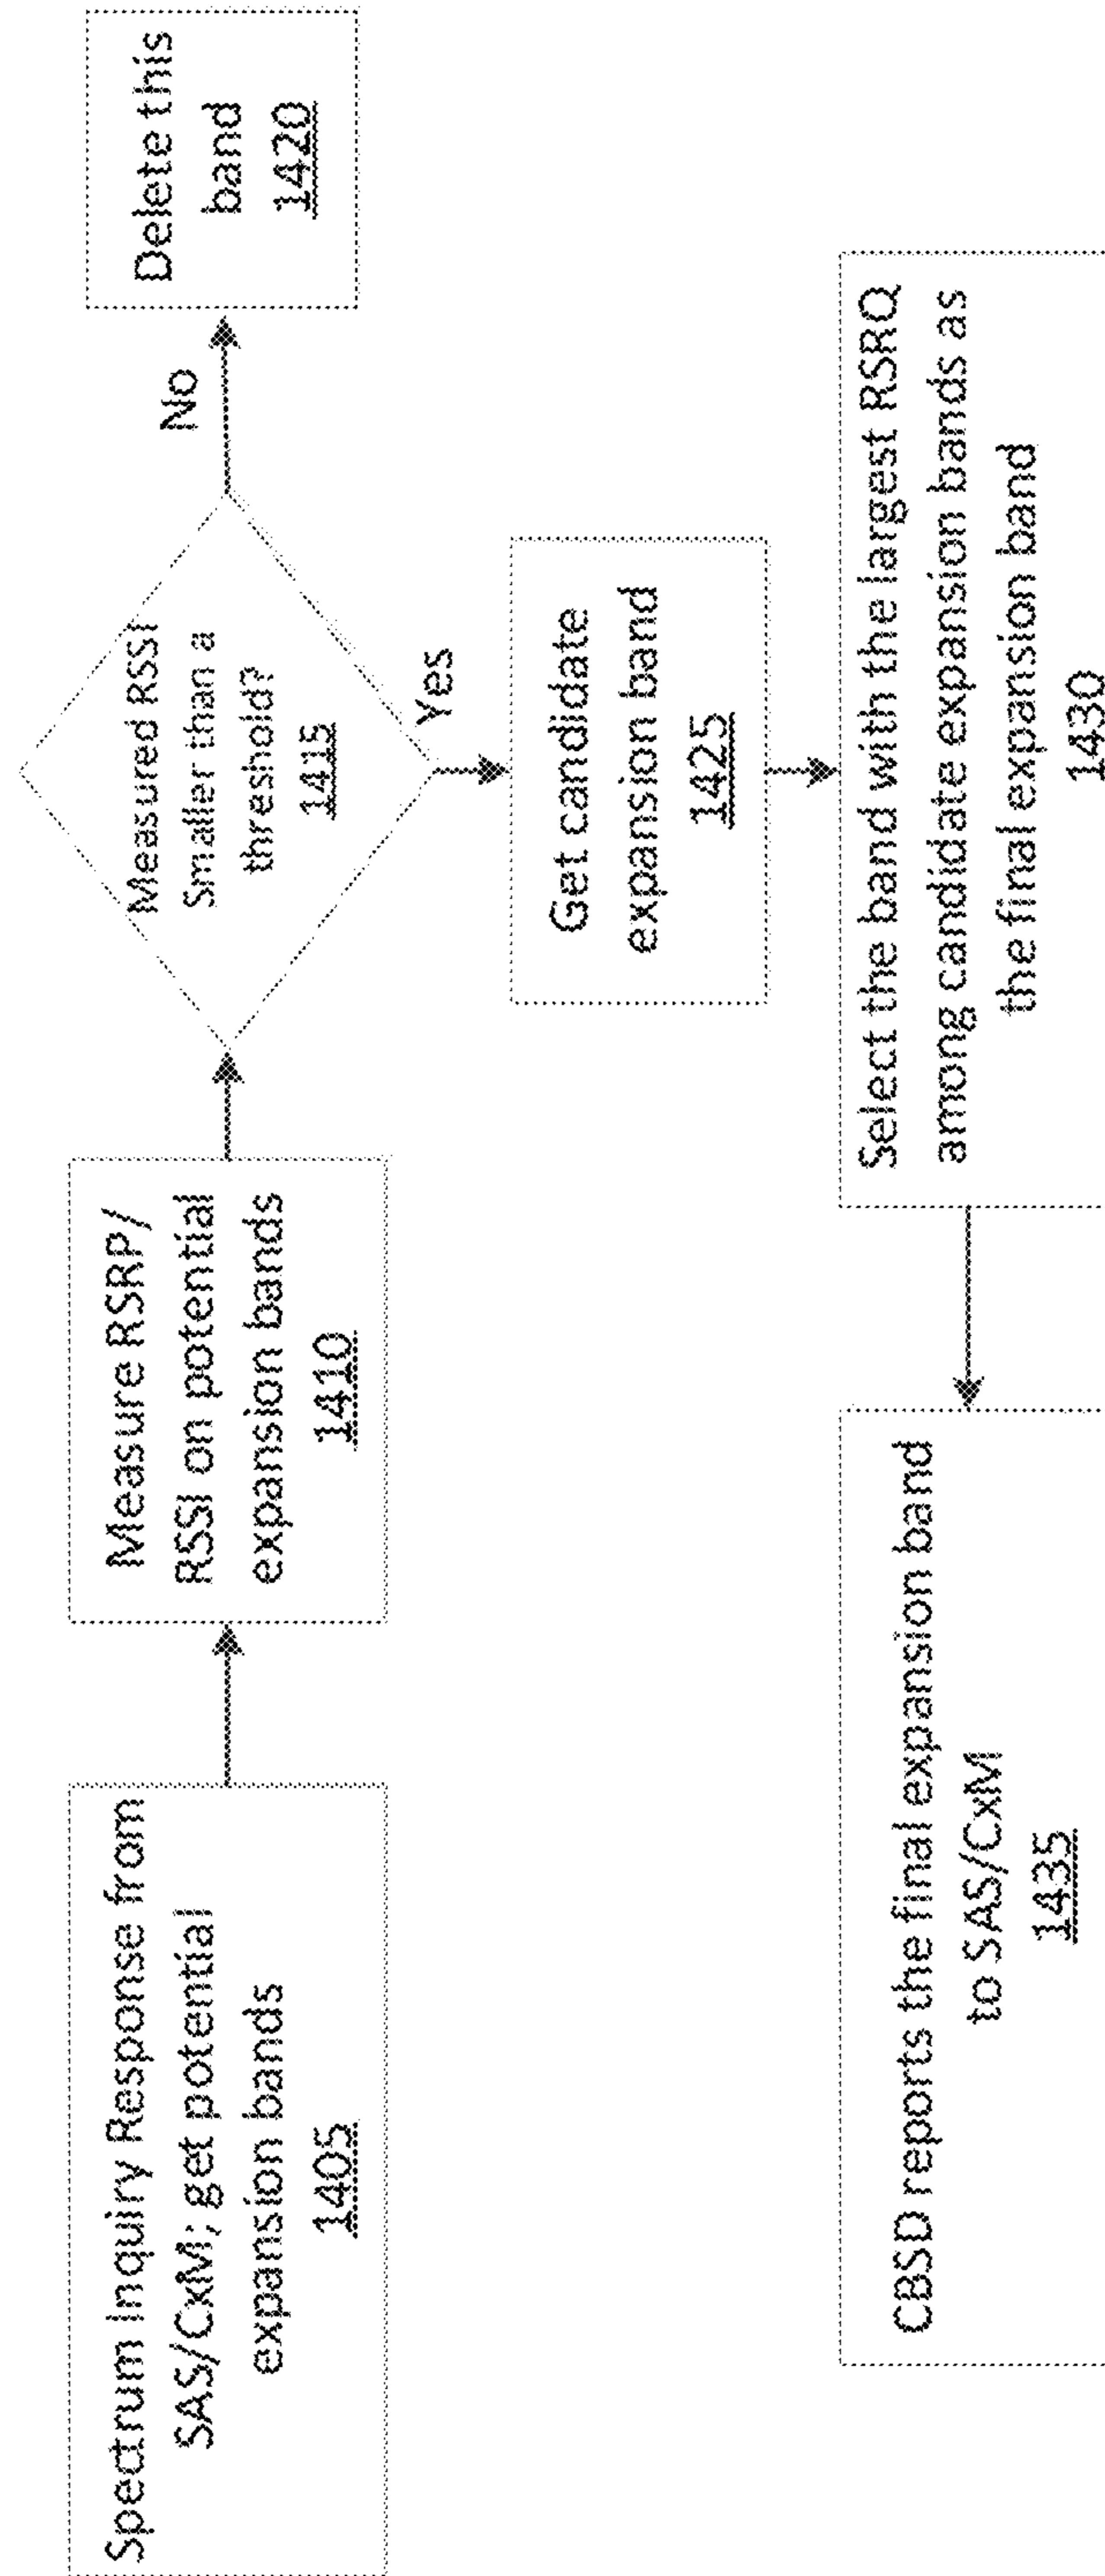 Spectrum Inquiry Response from
SAS/CxM; get potential
expansion bands
1405
Measure RSRP/
RSSI on potential
expansion bands
1410
Measured RSSI
Smaller than a
threshold?
1415
No
Delete this
band
1420
Yes
Get candidate
expansion band
1425
Select the band with the largest RSRQ
among candidate expansion bands as
the final expansion band
1430
CBSD reports the final expansion band
to SAS/CxM
1435